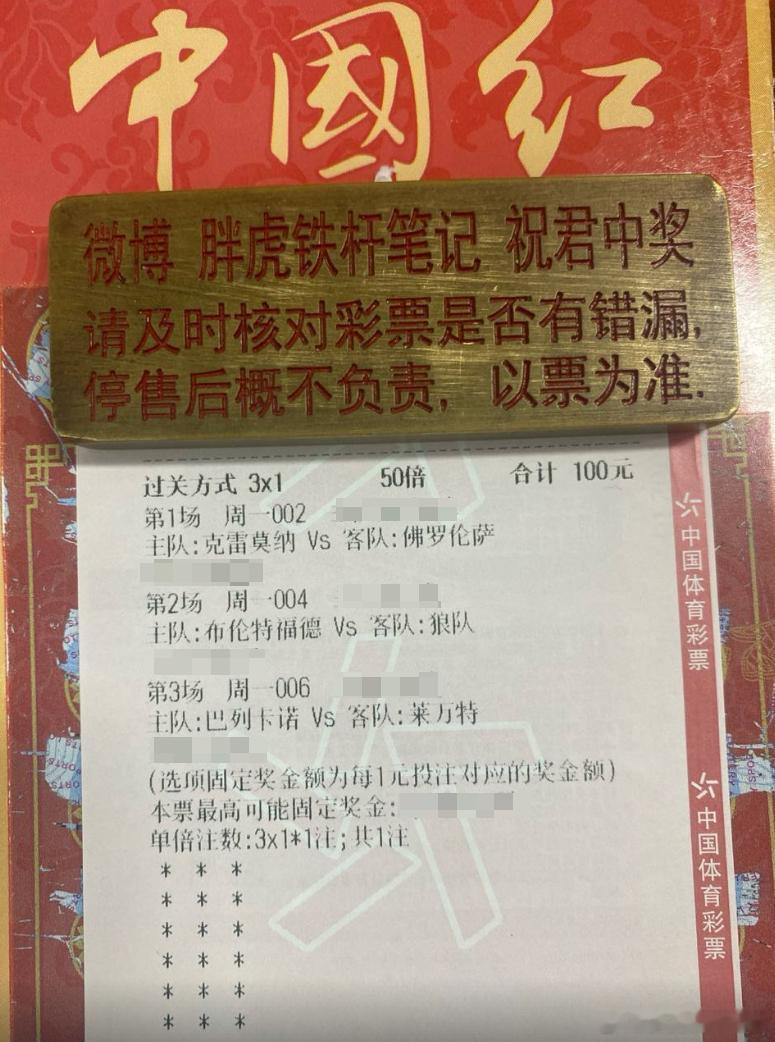 中國红
微博 胖虎铁杆笔记 祝君中奖
请及时核对彩票是否有错漏,
停售后概不负责, 以票为准.
过关方式 3x1 50倍 合计 100元
第1场 周一002
主队:克雷莫纳 Vs 客队:佛罗伦萨
第2场 周一004
主队:布伦特福德 Vs 客队:狼队
第3场 周一006
主队:巴列卡诺 Vs 客队:莱万特
(选项固定奖金额为每1元投注对应的奖金额)
本票最高可能固定奖金:
单倍注数:3x1*1注;共1注
* * *
* * *
* * *
* * *
* * *
* * *
中国体育彩票
中国体育彩票